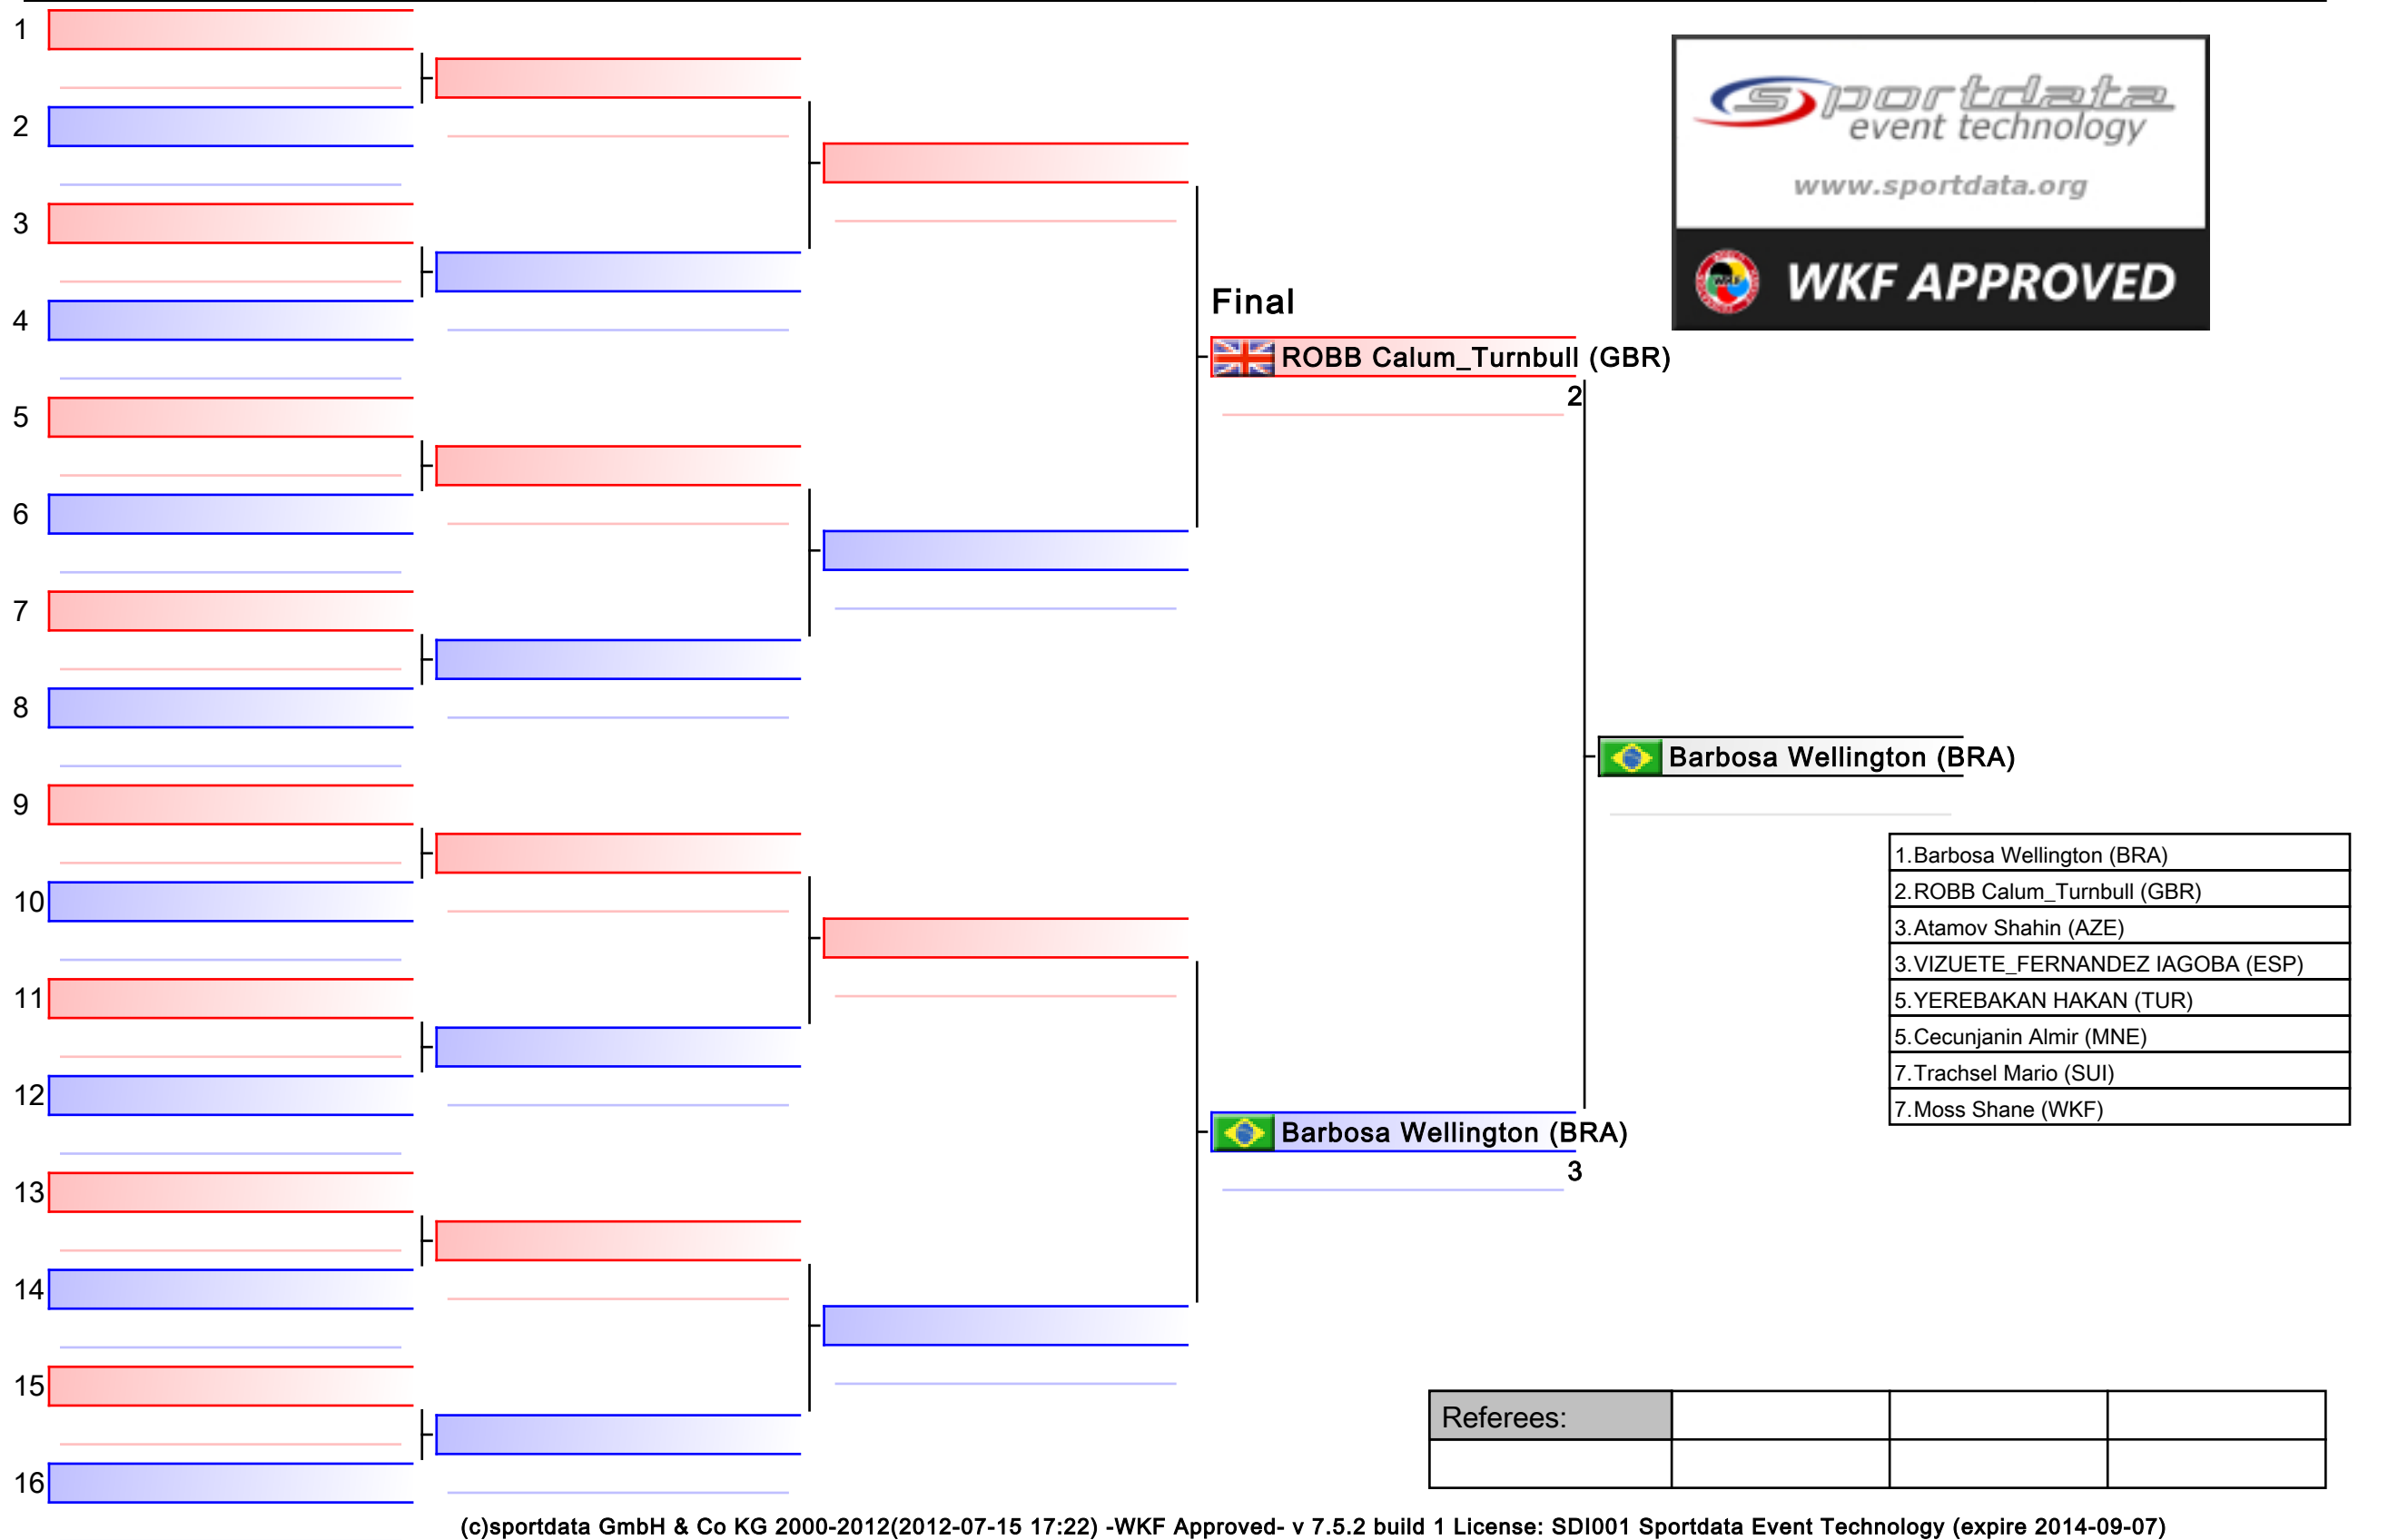 1
2
3
4
5
6
7
8
9
10
11
12
13
14
15
16
sportdata
event technology
www.sportdata.org
WKF APPROVED
Final
ROBB Calum_Turnbull (GBR)
2
Barbosa Wellington (BRA)
Barbosa Wellington (BRA)
3
1.Barbosa Wellington (BRA)
2.ROBB Calum_Turnbull (GBR)
3.Atamov Shahin (AZE)
3.VIZUETE_FERNANDEZ IAGOBA (ESP)
5.YEREBAKAN HAKAN (TUR)
5.Cecunjanin Almir (MNE)
7.Trachsel Mario (SUI)
7.Moss Shane (WKF)
Referees:
(c)sportdata GmbH & Co KG 2000-2012(2012-07-15 17:22) -WKF Approved- v 7.5.2 build 1 License: SDI001 Sportdata Event Technology (expire 2014-09-07)